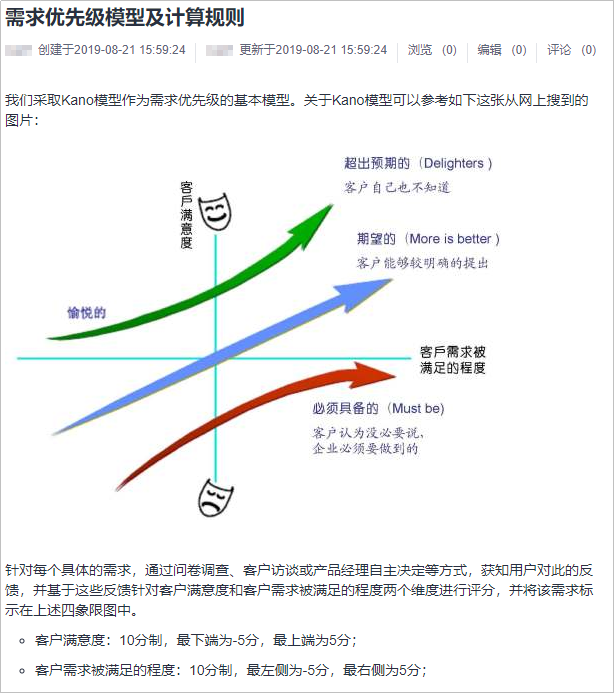 需求优先级模型及计算规则
创建于2019-08-21 15:59:24 更新于2019-08-21 15:59:24 浏览 (0) 编辑 (0) 评论 (0)
我们采取Kano模型作为需求优先级的基本模型。关于Kano模型可以参考如下这张从网上搜到的
图片：
超出预期的（Delighters )
客户自己也不知道
客户满意度
期望的（More is better )
客户能够较明确的提出
愉悦的
客戶需求被
满足的程度
必须具备的（Must be)
客户认为没必要说，
企业必须要做到的
针对每个具体的需求，通过问卷调查、客户访谈或产品经理自主决定等方式，获知用户对此的反
馈，并基于这些反馈针对客户满意度和客户需求被满足的程度两个维度进行评分，并将该需求标
示在上述四象限图中。
客户满意度：10分制，最下端为-5分，最上端为5分；
客户需求被满足的程度：10分制，最左侧为-5分，最右侧为5分；